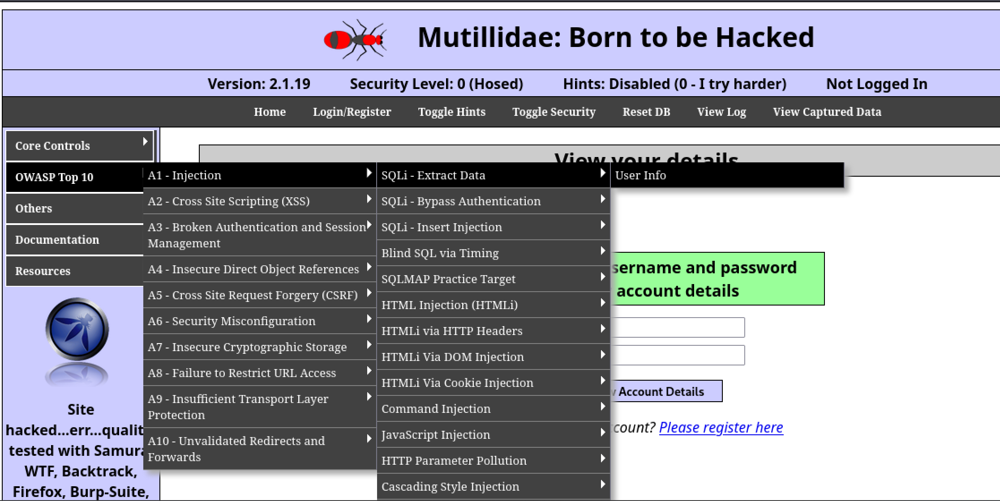 Mutillidae: Born to be Hacked
Version: 2.1.19 Security Level: 0 (Hosed) Hints: Disabled (0 - I try harder) Not Logged In
Home Login/Register Toggle Hints Toggle Security Reset DB View Log View Captured Data
Core Controls
OWASP Top 10
Others
Documentation
Resources
Site
hacked...err...qualit
tested with Samura
WTF, Backtrack,
Firefox, Burp-Suite,
View your details
A1 - Injection
A2 - Cross Site Scripting (XSS)
A3 - Broken Authentication and Session
Management
A4 - Insecure Direct Object References
A5 - Cross Site Request Forgery (CSRF)
A6 - Security Misconfiguration
A7 - Insecure Cryptographic Storage
A8 - Failure to Restrict URL Access
A9 - Insufficient Transport Layer
Protection
A10 - Unvalidated Redirects and
Forwards
SQLi - Extract Data
SQLi - Bypass Authentication
SQLi - Insert Injection
Blind SQL via Timing
SQLMAP Practice Target
HTML Injection (HTMLi)
HTMLi via HTTP Headers
HTMLi Via DOM Injection
HTMLi Via Cookie Injection
Command Injection
JavaScript Injection
HTTP Parameter Pollution
Cascading Style Injection
User Info
sername and password
account details
Account Details
count? Please register here